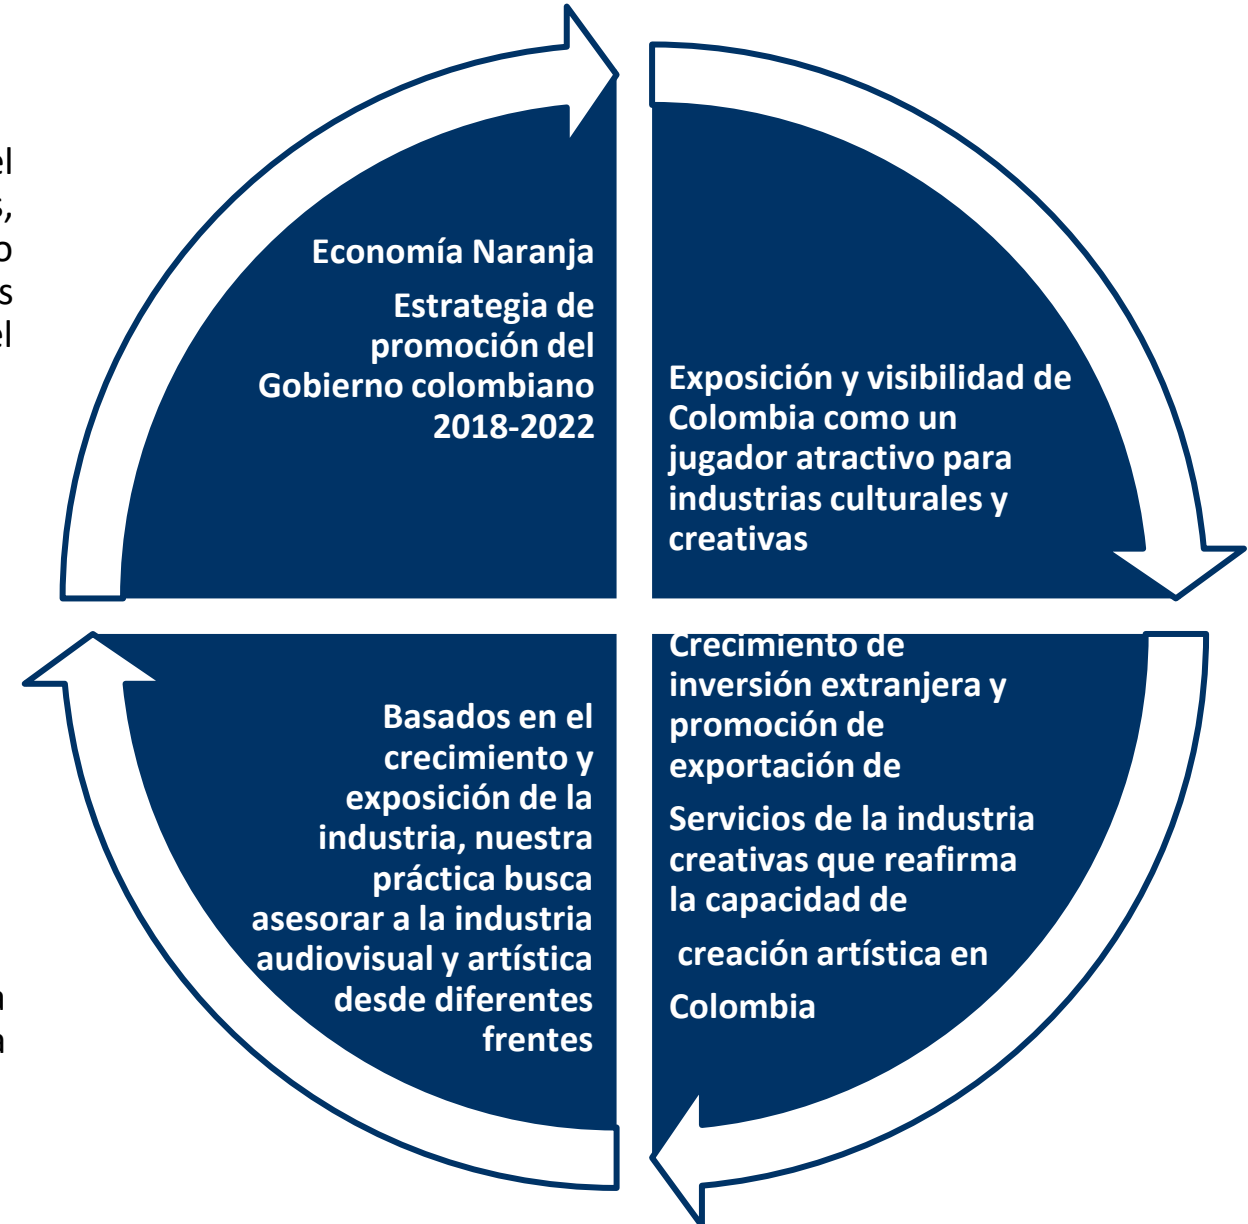 el
s,
o
s
el
Economía Naranja
Estrategia de
promoción del
Gobierno colombiano
2018-2022
Exposición y visibilidad de
Colombia como un
jugador atractivo para
industrias culturales y
creativas
Crecimiento de
inversión extranjera y
promoción de
exportación de
Servicios de la industria
creativas que reafirma
la capacidad de
creación artística en
Colombia
Basados en el
crecimiento y
exposición de la
industria, nuestra
práctica busca
asesorar a la industria
audiovisual y artística
desde diferentes
frentes
a
a